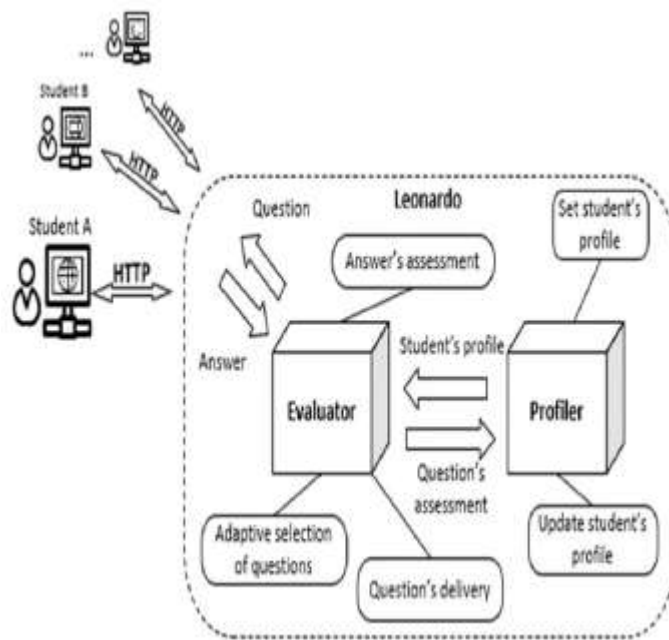 ...
Student B
HTTP
HTTP
Student A
HTTP
Leonardo
Question
Set student's
profile
Answer's assessment
Answer
Student's profile
Evaluator
Profiler
Question's
assessment
Adaptive selection
of questions
Question's delivery
Update student's
profile